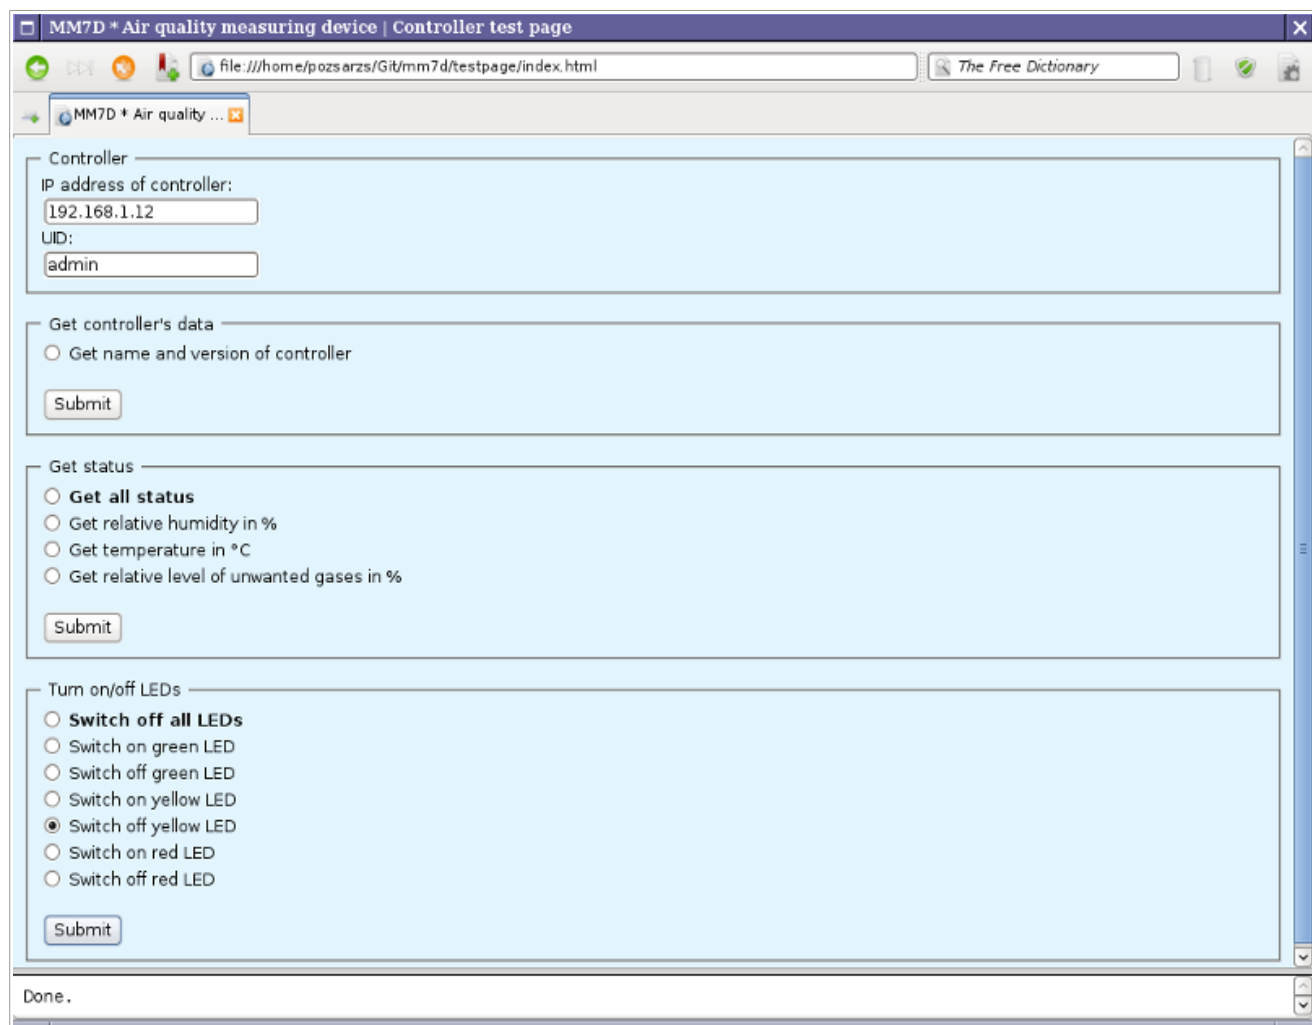 MM7D * Air quality measuring device | Controller test page
file:///home/pozsarzs/Git/mm7d/testpage/index.html
The Free Dictionary
MM7D * Air quality ...
Controller
IP address of controller:
192.168.1.12
UID:
admin
Get controller's data
Get name and version of controller
Submit
Get status
Get all status
Get relative humidity in %
Get temperature in °C
Get relative level of unwanted gases in %
Submit
Turn on/off LEDs
Switch off all LEDs
Switch on green LED
Switch off green LED
Switch on yellow LED
Switch off yellow LED
Switch on red LED
Switch off red LED
Submit
Done.